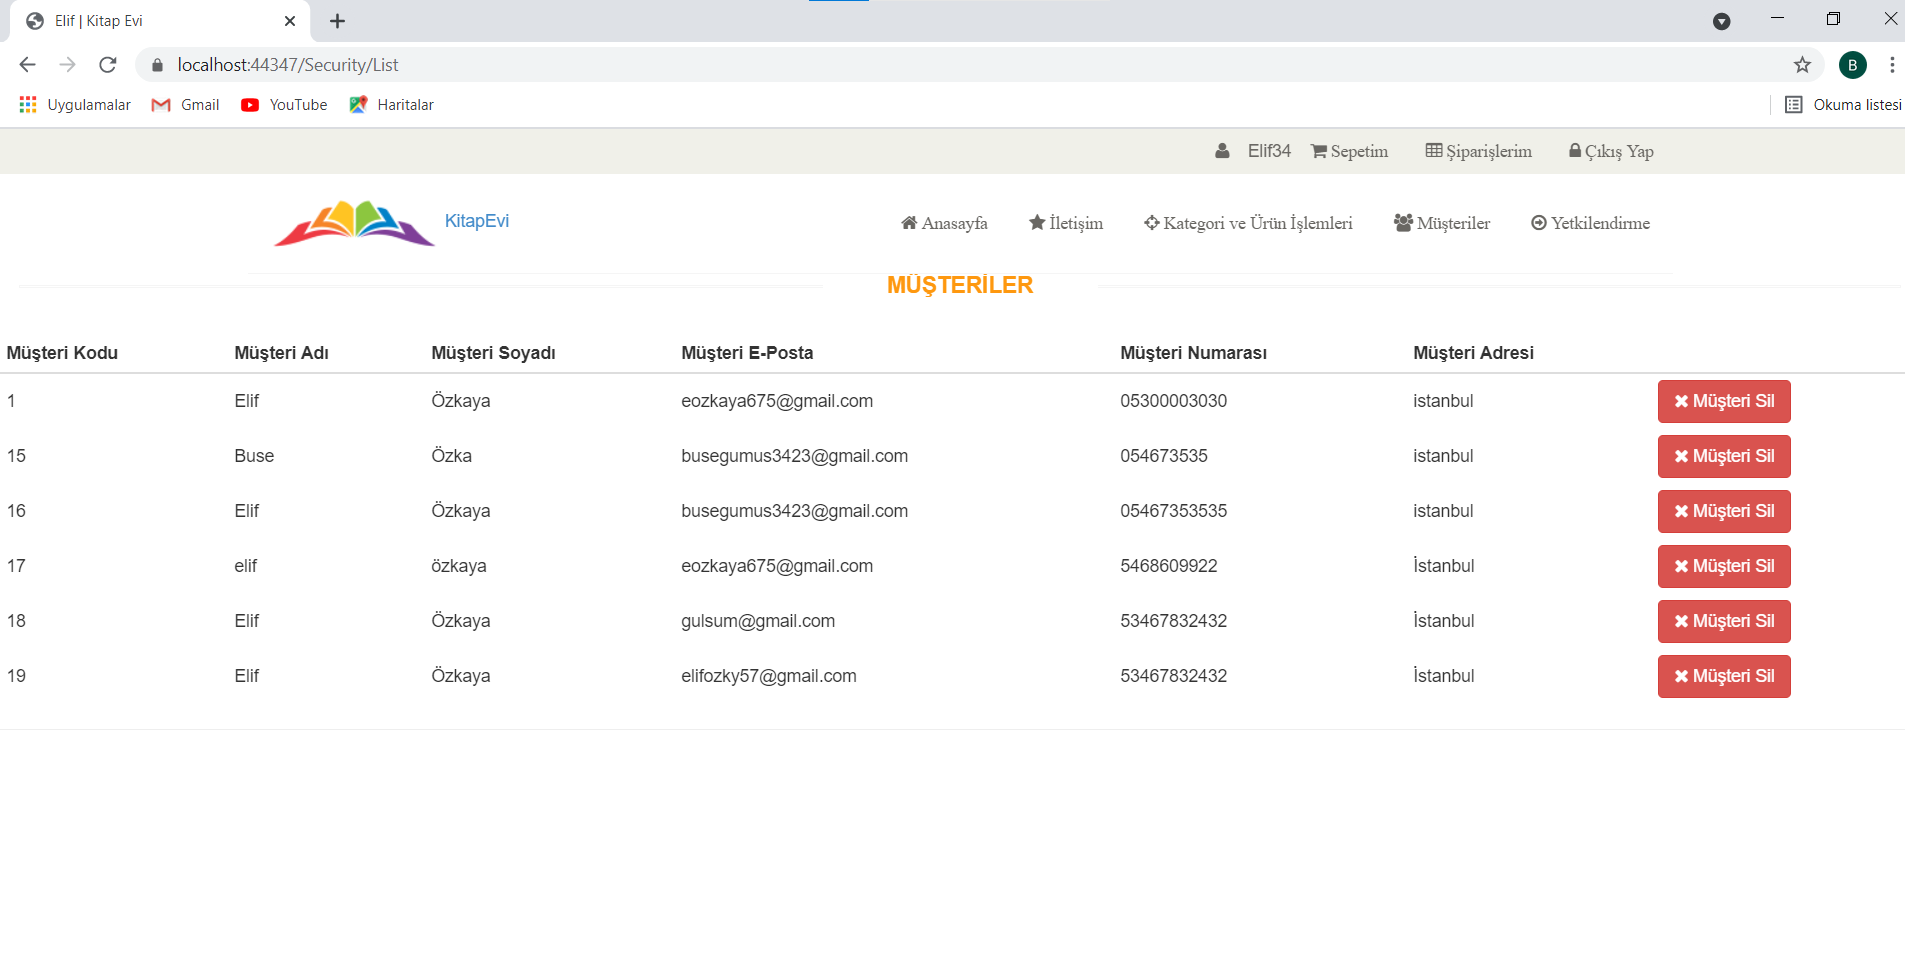 Elif | Kitap Evi
localhost:44347/Security/List
B
Uygulamalar Gmail YouTube Haritalar Okuma listesi
Elif34 Sepetim Şiparişlerim Çıkış Yap
KitapEvi Anasayfa İletişim Kategori ve Ürün İşlemleri Müşteriler Yetkilendirme
MÜŞTERİLER
Müşteri Kodu Müşteri Adı Müşteri Soyadı Müşteri E-Posta Müşteri Numarası Müşteri Adresi
1 Elif Özkaya eozkaya675@gmail.com 05300003030 istanbul Müşteri Sil
15 Buse Özka busegumus3423@gmail.com 054673535 istanbul Müşteri Sil
16 Elif Özkaya busegumus3423@gmail.com 05467353535 istanbul Müşteri Sil
17 elif özkaya eozkaya675@gmail.com 5468609922 İstanbul Müşteri Sil
18 Elif Özkaya gulsum@gmail.com 53467832432 İstanbul Müşteri Sil
19 Elif Özkaya elifozky57@gmail.com 53467832432 İstanbul Müşteri Sil